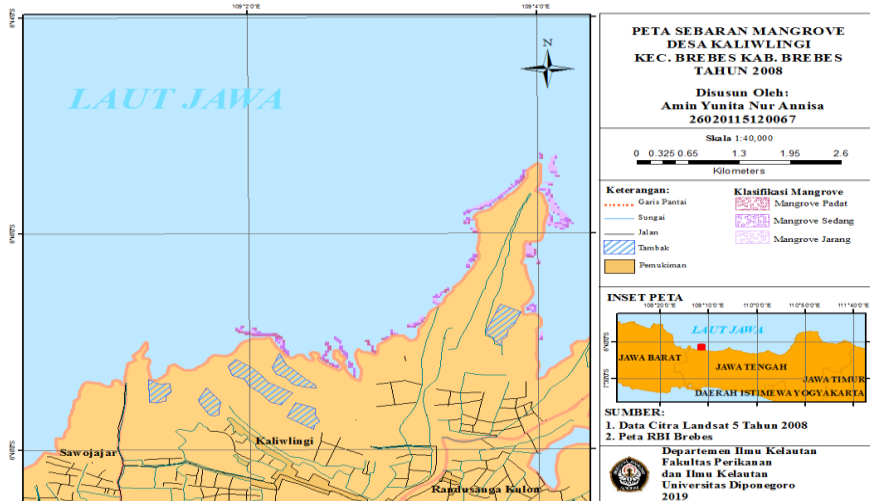 109°2'0"E
109°4'0"E
LAUT JAWA
N
Kaliwlingi
Sawojajar
Randusanga Kulon
PETA SEBARAN MANGROVE
DESA KALIWLINGI
KEC. BREBES KAB. BREBES
TAHUN 2008
Disusun Oleh:
Amin Yunita Nur Annisa
26020115120067
Skala 1:40,000
0 0.325 0.65 1.3 1.95 2.6
Kilometers
Keterangan:
Garis Pantai
Sungai
Jalan
Tambak
Pemukiman
Klasifikasi Mangrove
Mangrove Padat
Mangrove Sedang
Mangrove Jarang
INSET PETA
LAUT JAWA
JAWA BARAT
JAWA TENGAH
JAWA TIMUR
DAERAH ISTIMEWA YOGYAKARTA
SUMBER:
1. Data Citra Landsat 5 Tahun 2008
2. Peta RBI Brebes
Departemen Ilmu Kelautan
Fakultas Perikanan
dan Ilmu Kelautan
Universitas Diponegoro
2019